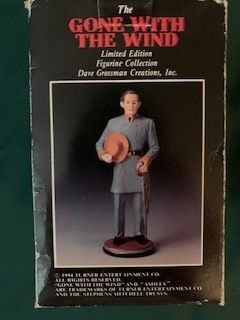 The
GONE WITH
THE WIND
Limited Edition
Figurine Collection
Dave Grossman Creations, Inc.
© 1994 TURNER ENTERTAINMENT CO.
ALL RIGHTS RESERVED.
"GONE WITH THE WIND" AND "ASHLEY"
ARE TRADEMARKS OF TURNER ENTERTAINMENT CO.
AND THE STEPHENS MITCHELL TRUSTS.